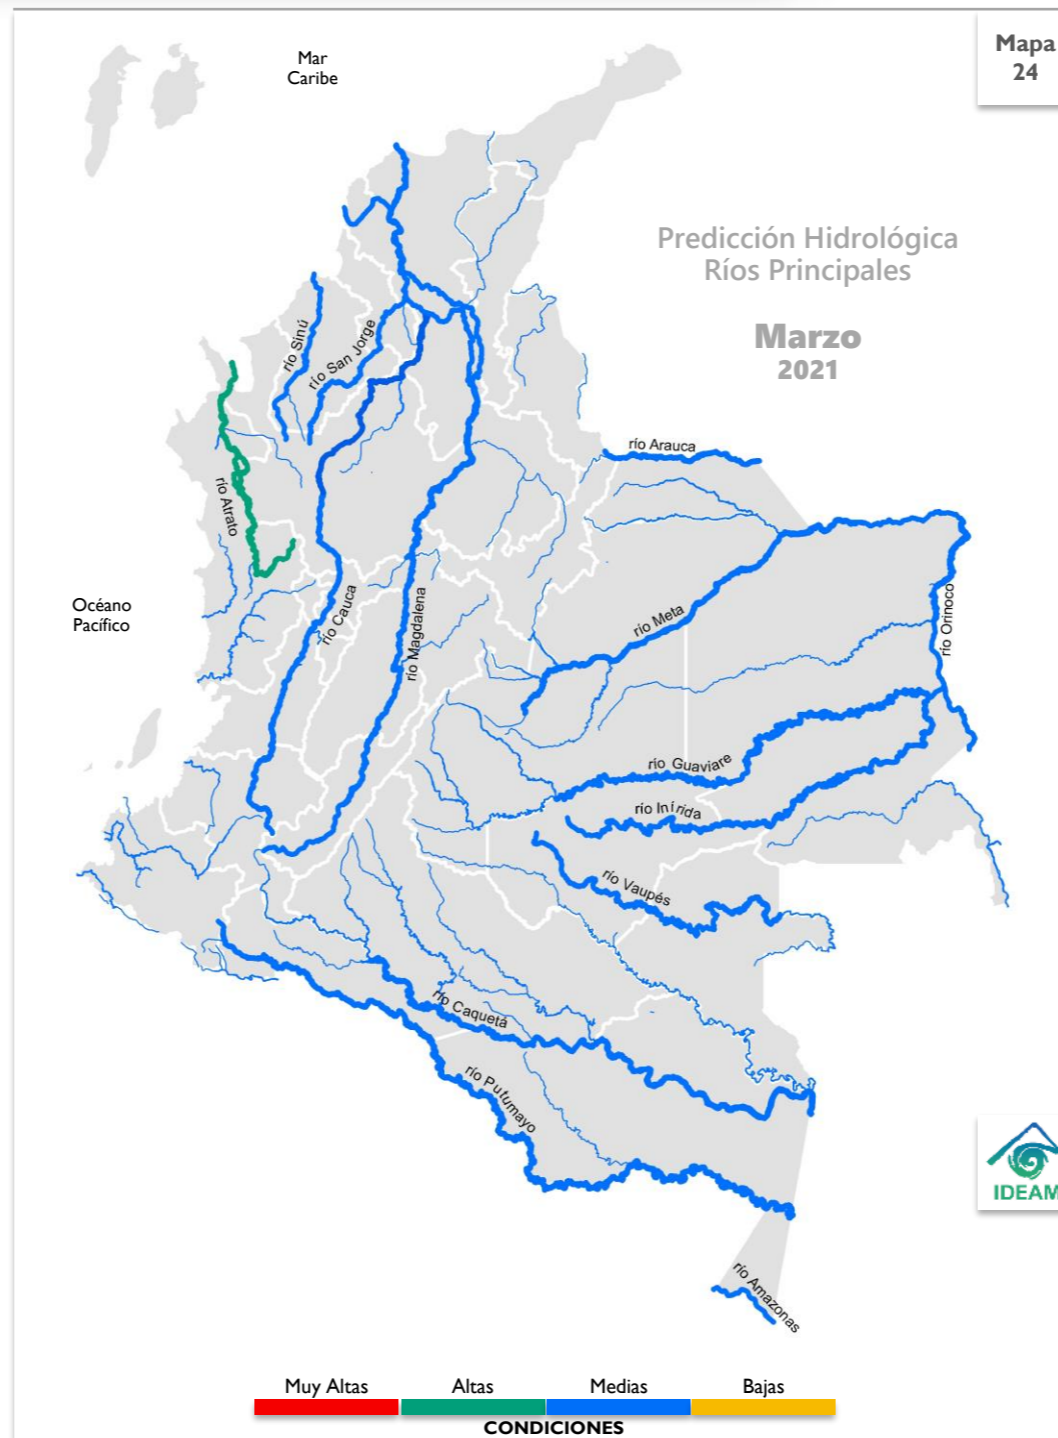 Mar
Caribe
Mapa
24
Predicción Hidrológica
Ríos Principales
Marzo
2021
río Sinú
río San Jorge
río Arauca
río Atrato
río Meta
río Orinoco
Océano
Pacífico
río Cauca
río Magdalena
río Guaviare
río Inírida
río Vaupés
río Caquetá
río Putumayo
IDEAM
río Amazonas
Muy Altas
Altas
Medias
Bajas
CONDICIONES